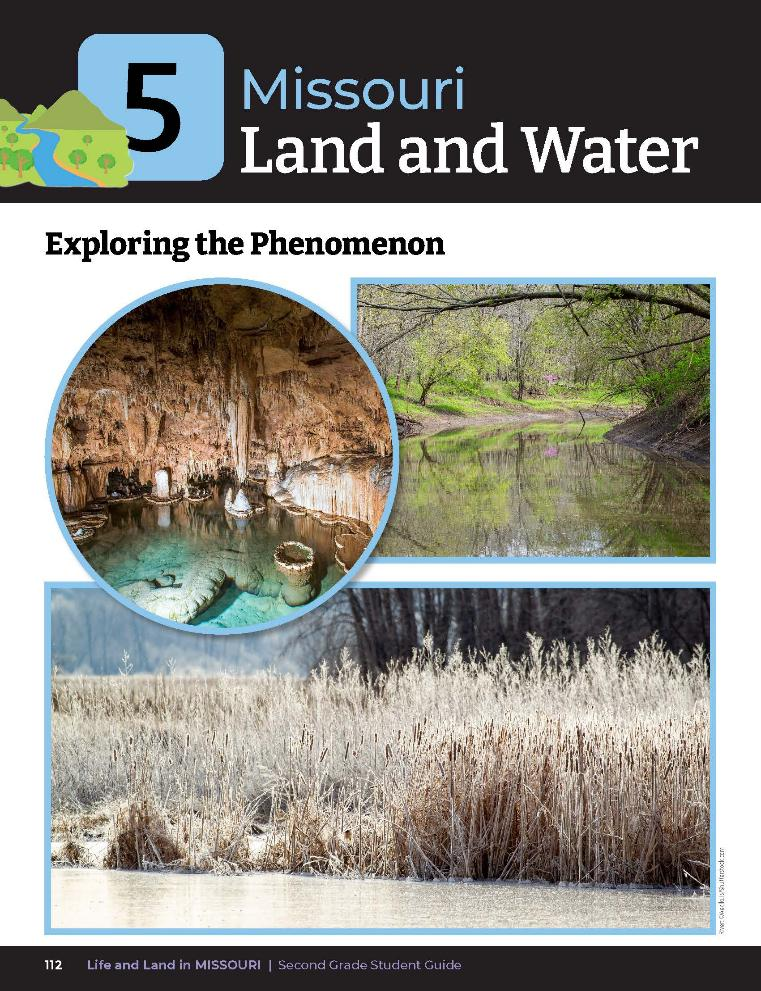 5
Missouri
Land and Water
Exploring the Phenomenon
112 Life and Land in MISSOURI | Second Grade Student Guide